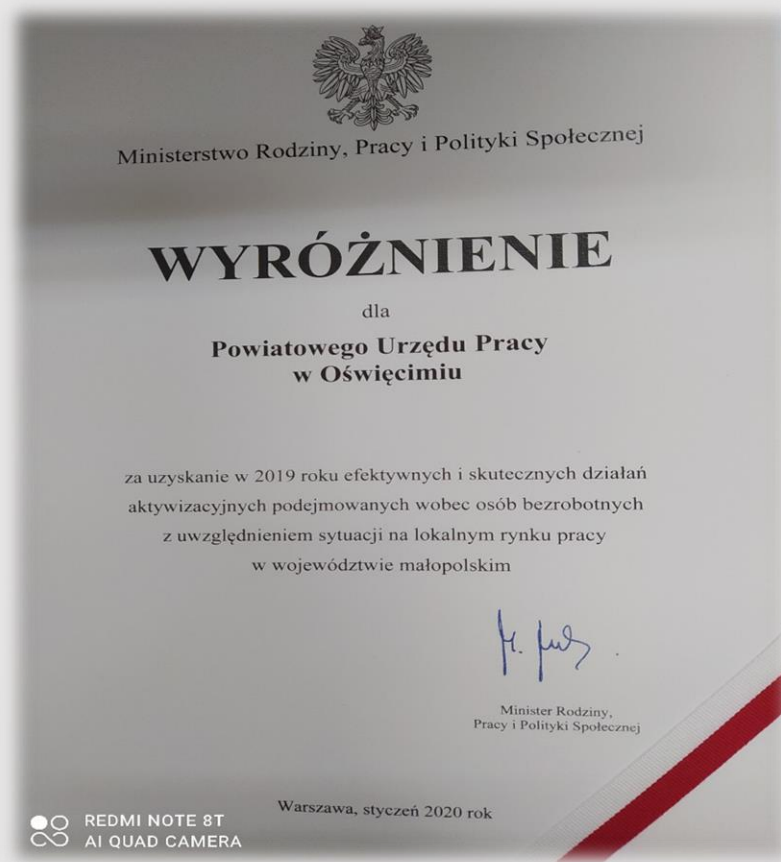 Ministerstwo Rodziny, Pracy i Polityki Społecznej
WYRÓŻNIENIE
dla
Powiatowego Urzędu Pracy
w Oświęcimiu
za uzyskanie w 2019 roku efektywnych i skutecznych działań
aktywizacyjnych podejmowanych wobec osób bezrobotnych
z uwzględnieniem sytuacji na lokalnym rynku pracy
w województwie małopolskim
Minister Rodziny,
Pracy i Polityki Społecznej
Warszawa, styczeń 2020 rok
REDMI NOTE 8T
AI QUAD CAMERA